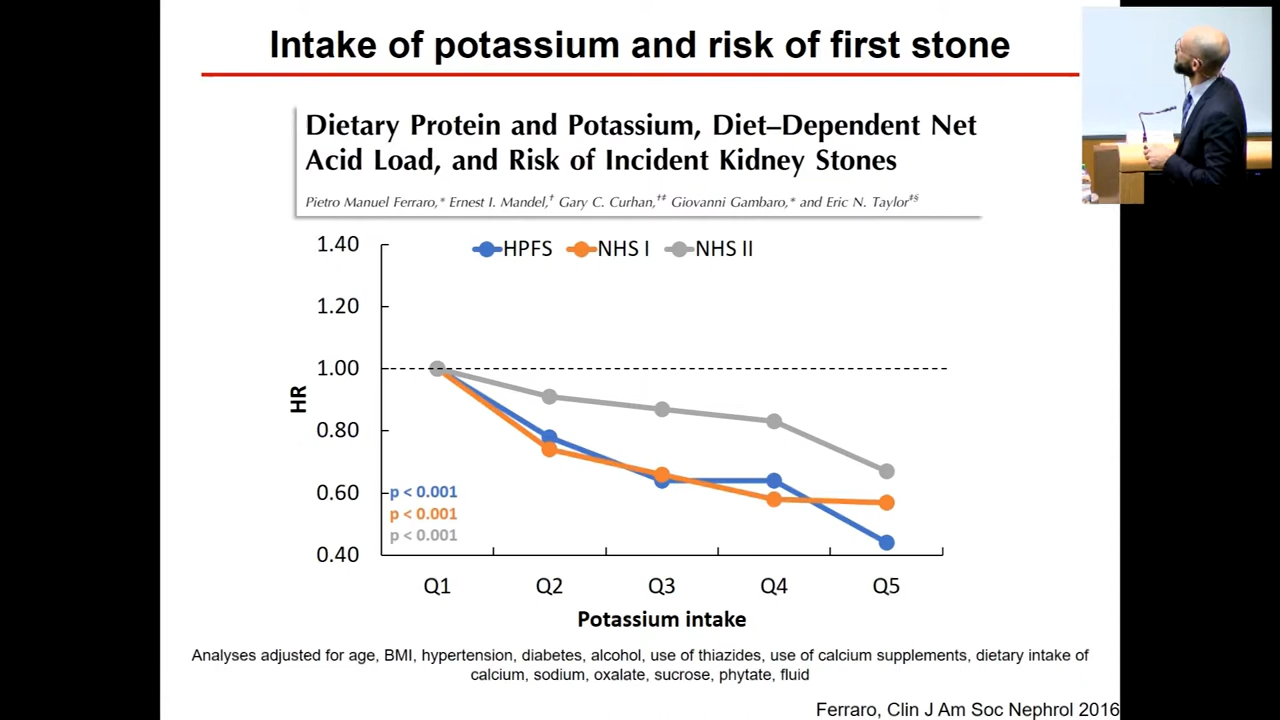 Intake of potassium and risk of first stone
Dietary Protein and Potassium, Diet–Dependent Net
Acid Load, and Risk of Incident Kidney Stones
Pietro Manuel Ferraro,* Ernest I. Mandel,† Gary C. Curhan,†‡ Giovanni Gambaro,* and Eric N. Taylor‡§
HPFS NHS I NHS II
1.40
1.20
1.00
0.80
0.60
0.40
HR
p < 0.001
p < 0.001
p < 0.001
Q1 Q2 Q3 Q4 Q5
Potassium intake
Analyses adjusted for age, BMI, hypertension, diabetes, alcohol, use of thiazides, use of calcium supplements, dietary intake of
calcium, sodium, oxalate, sucrose, phytate, fluid
Ferraro, Clin J Am Soc Nephrol 2016